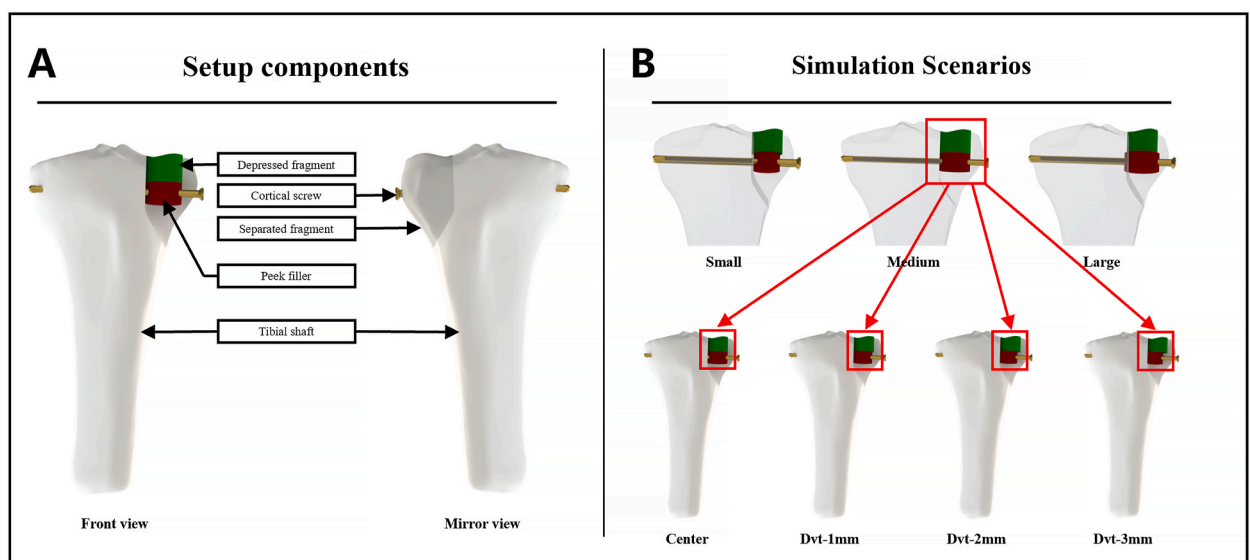 A
Setup components
Depressed fragment
Cortical screw
Separated fragment
Peek filler
Tibial shaft
Front view
Mirror view
B
Simulation Scenarios
Small
Medium
Large
Center
Dvt-1mm
Dvt-2mm
Dvt-3mm